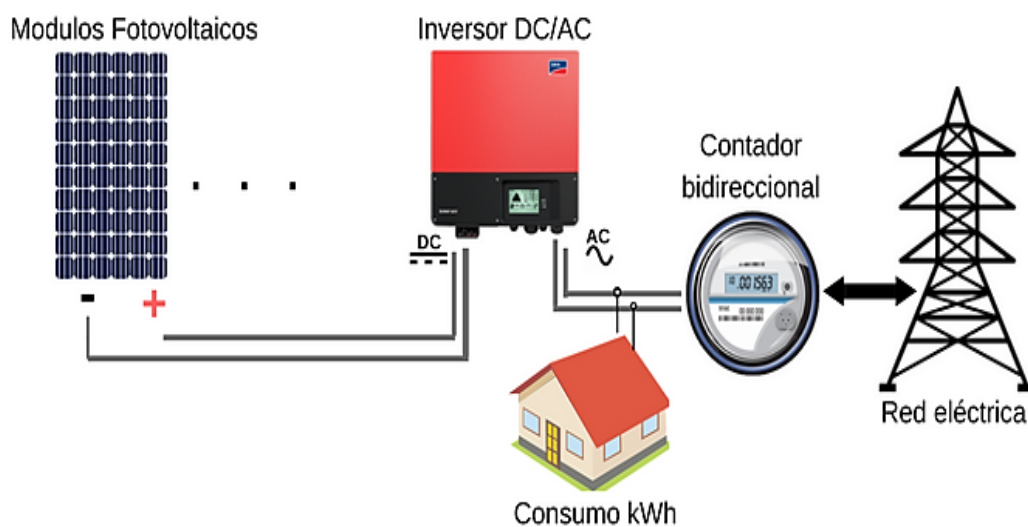 Modulos Fotovoltaicos
Inversor DC/AC
Contador
bidireccional
DC
AC
Red eléctrica
Consumo kWh